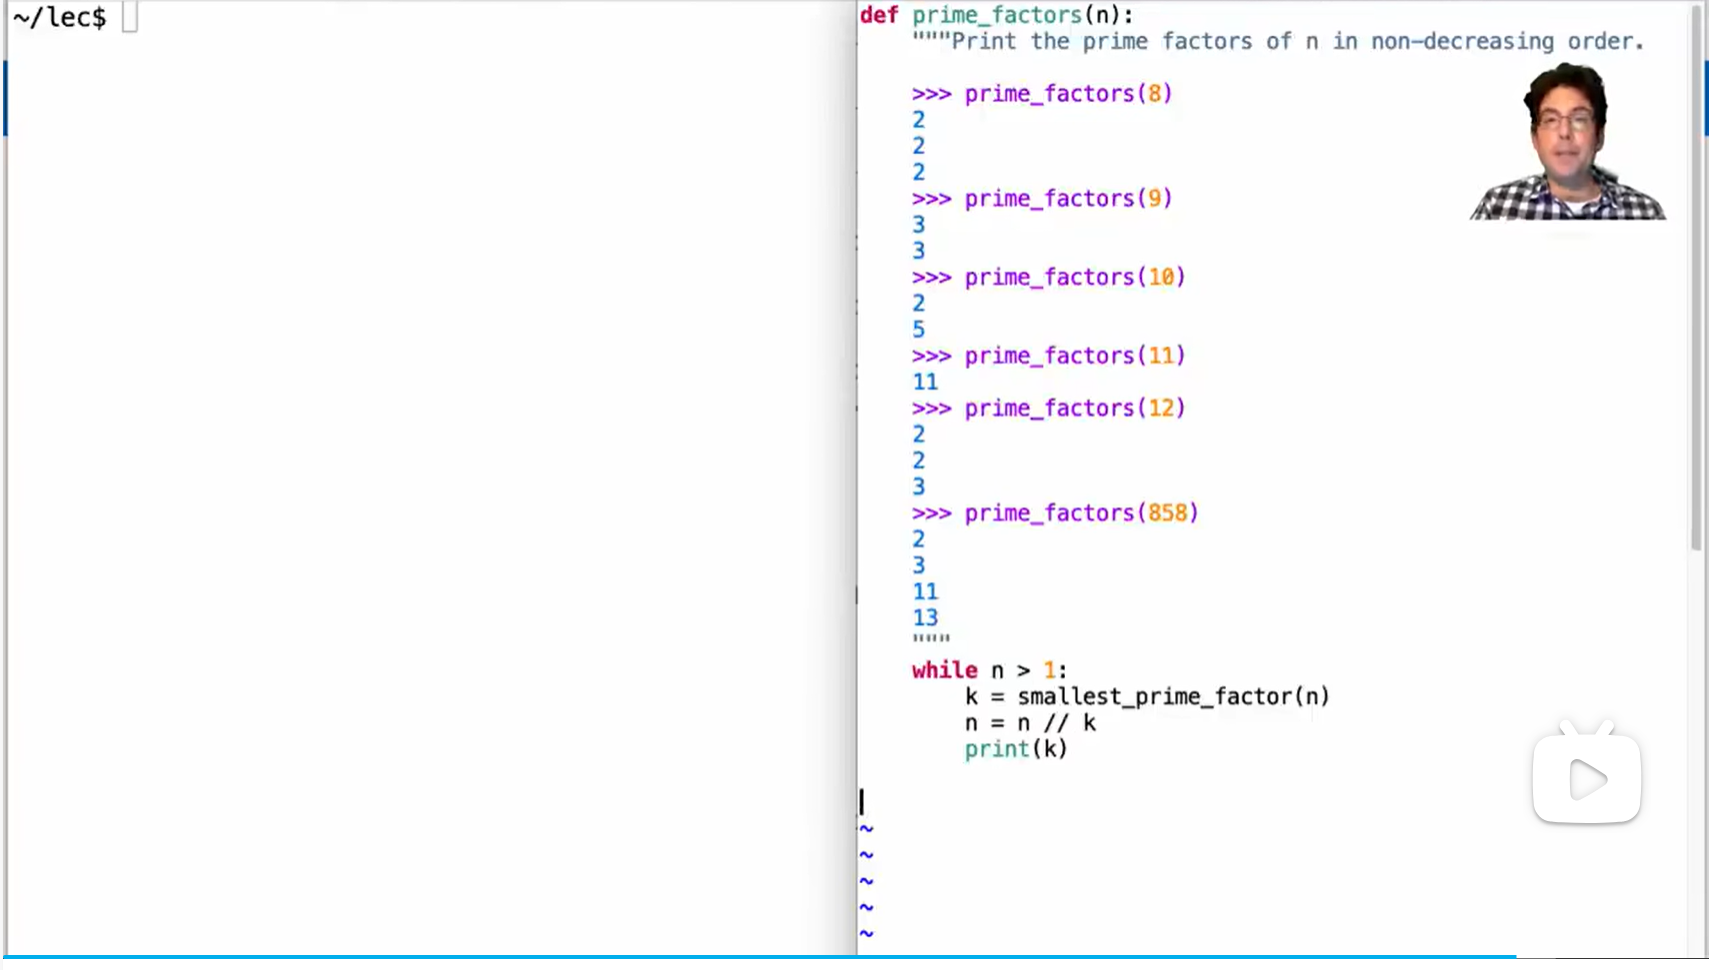 ~/lec$
def prime_factors(n):
"""Print the prime factors of n in non-decreasing order.
>>> prime_factors(8)
2
2
2
>>> prime_factors(9)
3
3
>>> prime_factors(10)
2
5
>>> prime_factors(11)
11
>>> prime_factors(12)
2
2
3
>>> prime_factors(858)
2
3
11
13
"""
while n > 1:
k = smallest_prime_factor(n)
n = n // k
print(k)
~
~
~
~
~